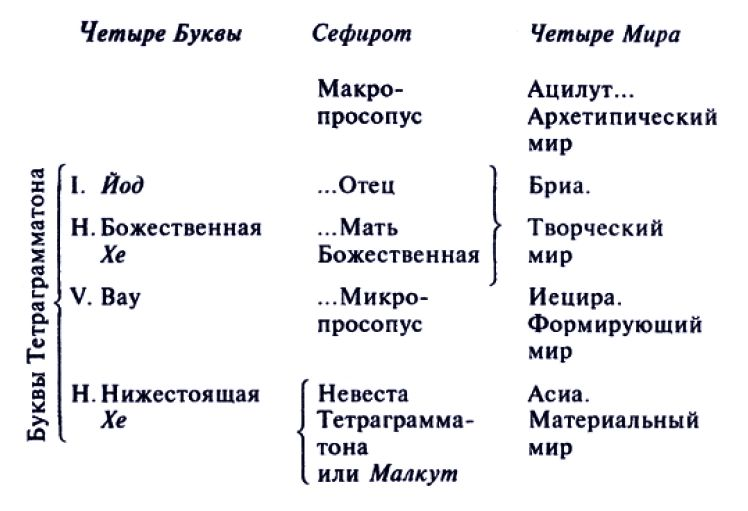 Четыре Буквы Сефирот Четыре Мира
Макро- Ацилут...
просопус Архетипический
мир
Буквы Тетраграмматона
I. Йод ...Отец Бриа.
H. Божественная ...Мать Творческий
Хе Божественная мир
V. Вау ...Микро- Иецира.
просопус Формирующий
мир
H. Нижестоящая Невеста Асиа.
Хе Тетраграмма- Материальный
тона мир
или Малкут